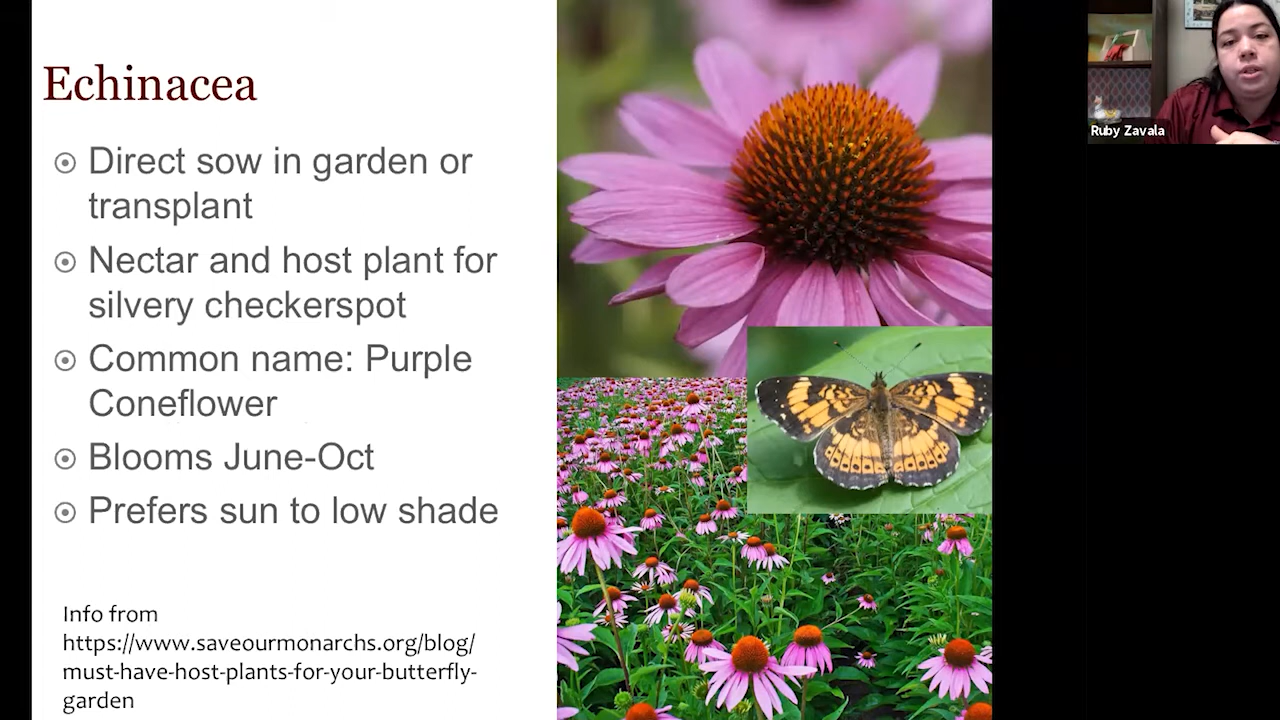 Echinacea
Direct sow in garden or
transplant
Nectar and host plant for
silvery checkerspot
Common name: Purple
Coneflower
Blooms June-Oct
Prefers sun to low shade
Info from
https://www.saveourmonarchs.org/blog/
must-have-host-plants-for-your-butterfly-
garden
Ruby Zavala